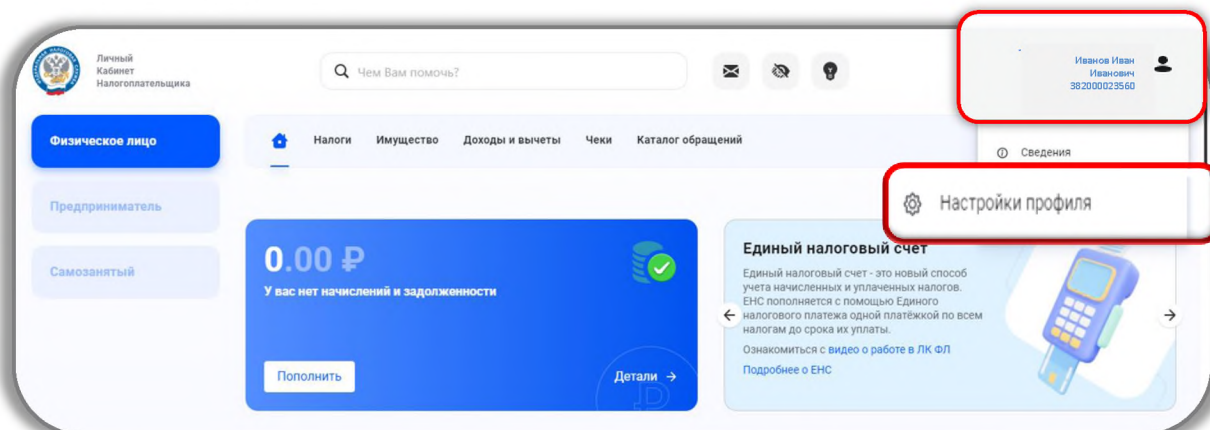 Личный
Кабинет
Налогоплательщика
Чем Вам помочь?
Иванов Иван
Иванович
382000023560
Физическое лицо
Налоги Имущество Доходы и вычеты Чеки Каталог обращений
Сведения
Настройки профиля
Предприниматель
Самозанятый
0.00 ₽
У вас нет начислений и задолженности
Пополнить
Детали →
Единый налоговый счет
Единый налоговый счет - это новый способ
учета начисленных и уплаченных налогов.
ЕНС пополняется с помощью Единого
налогового платежа одной платёжкой по всем
налогам до срока их уплаты.
Ознакомиться с видео о работе в ЛК ФЛ
Подробнее о ЕНС